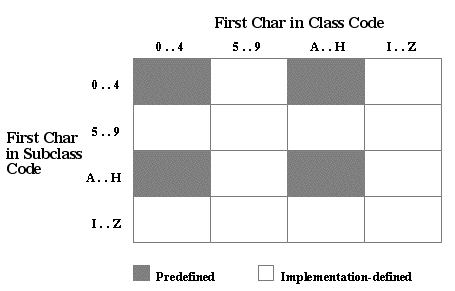 First Char in Class Code
0..4 5..9 A..H I..Z
0..4
5..9
First Char
in Subclass
Code
A..H
I..Z
Predefined Implementation-defined